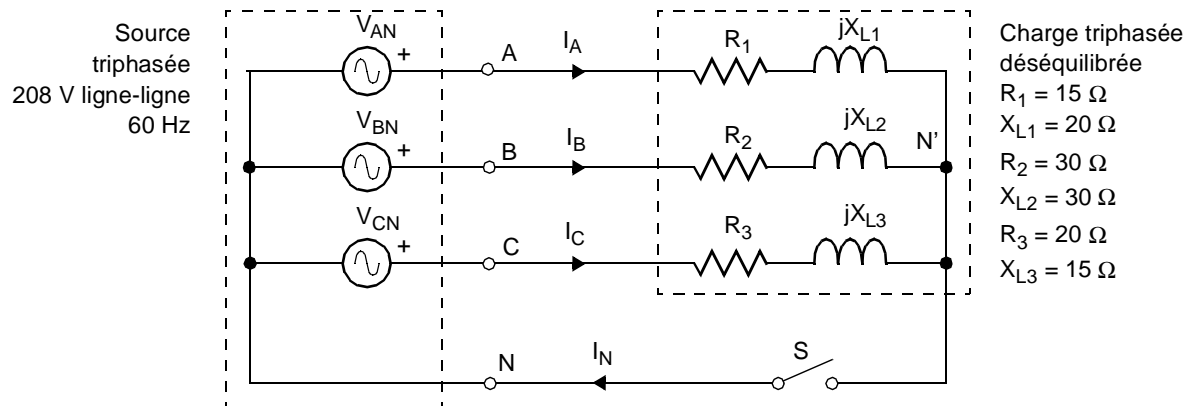 Source
triphasée
208 V ligne-ligne
60 Hz
V_AN
+
A
I_A
R_1
jX_L1
V_BN
+
B
I_B
R_2
jX_L2
N'
V_CN
+
C
I_C
R_3
jX_L3
N
I_N
S
Charge triphasée
déséquilibrée
R_1 = 15 Ω
X_L1 = 20 Ω
R_2 = 30 Ω
X_L2 = 30 Ω
R_3 = 20 Ω
X_L3 = 15 Ω